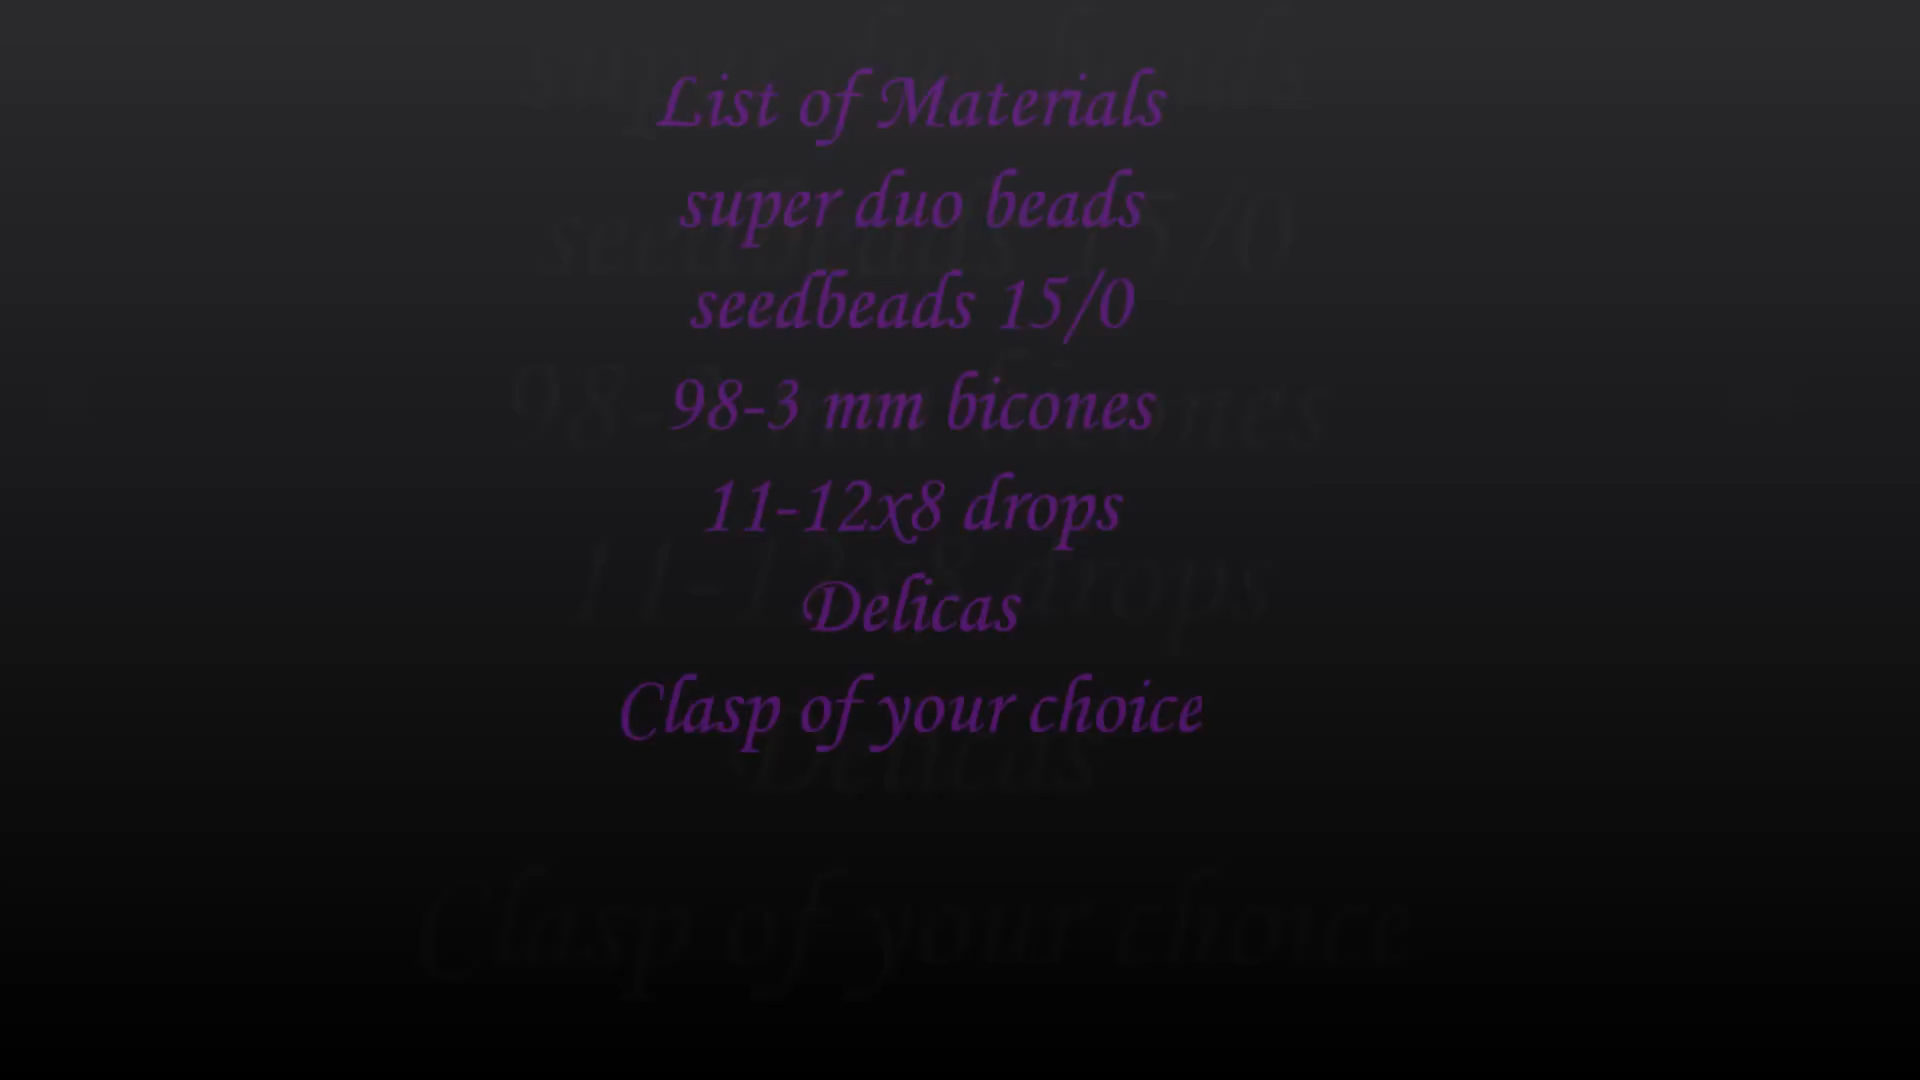 List of Materials
super duo beads
seedbeads 15/0
98-3 mm bicones
11-12x8 drops
Delicas
Clasp of your choice